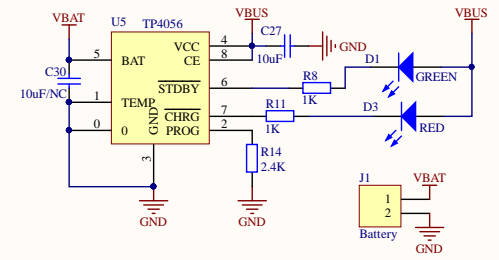 VBAT
U5
TP4056
VBUS
C27
10uF
GND
VBUS
5
BAT
VCC
4
CE
8
C30
10uF/NC
STDBY
6
R8
1K
D1
GREEN
1
TEMP
CHRG
7
R11
1K
D3
RED
0
0
GND
PROG
2
3
R14
2.4K
GND
GND
J1
1
2
Battery
VBAT
GND